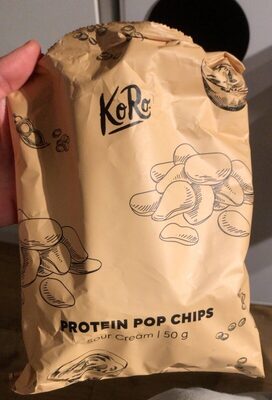 KoRo
PROTEIN POP CHIPS
Sour Cream | 50 g